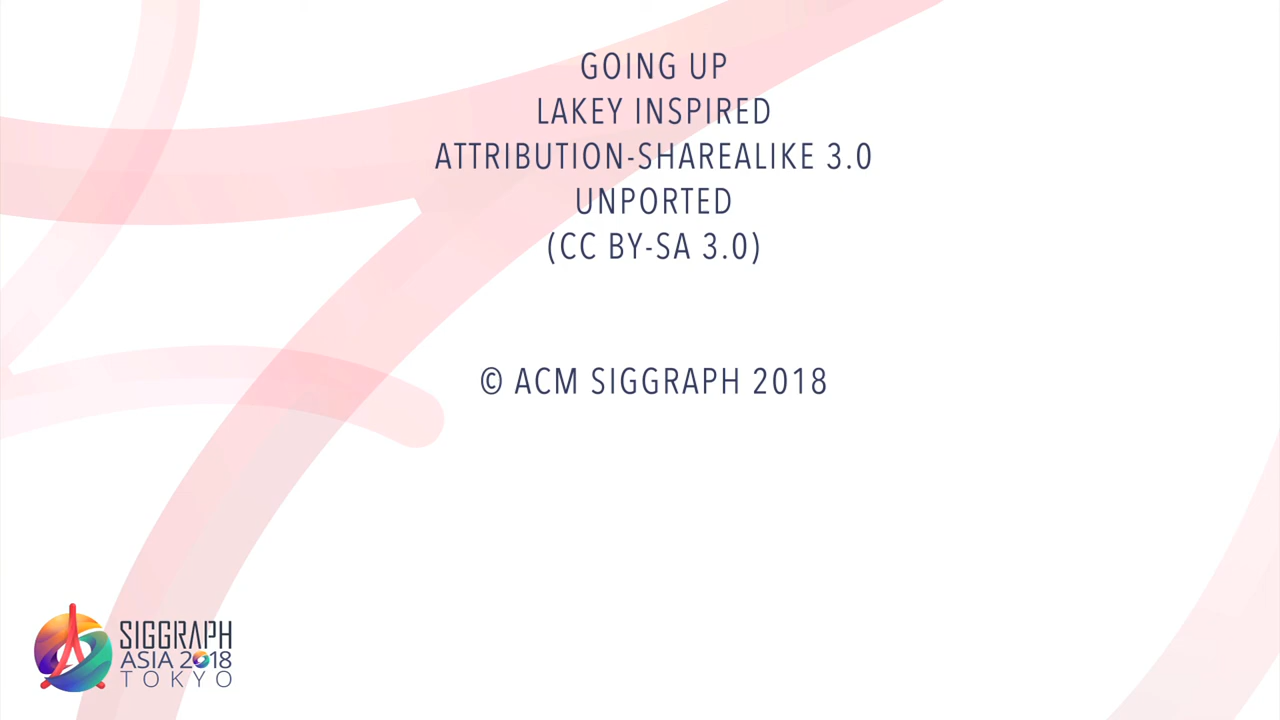 GOING UP
LAKEY INSPIRED
ATTRIBUTION-SHAREALIKE 3.0
UNPORTED
(CC BY-SA 3.0)
© ACM SIGGRAPH 2018
SIGGRAPH
ASIA 2018
TOKYO